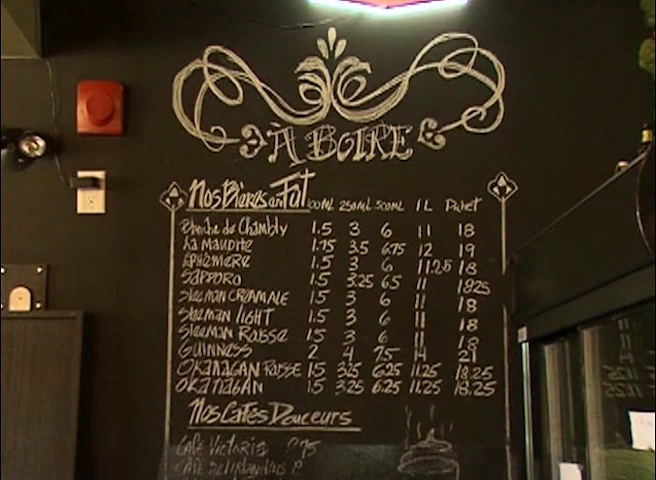 À BOIRE
Nos Bières en Fût 100ML 250ML 500ML 1L Pichet
Blanche de Chambly 1.5 3 6 11 18
La Maudite 1.75 3.5 6.75 12 19
Ephemere 1.5 3 6 11.25 18
SAPPORO 1.5 3.25 6.5 11 18.25
Sleeman CREAMALE 1.5 3 6 11 18
Sleeman LIGHT 1.5 3 6 11 18
Sleeman Rousse 1.5 3 6 11 18
GUINNESS 2 4 7.5 14 21
OKANAGAN Rousse 1.5 3.25 6.25 11.25 18.25
OKANAGAN 1.5 3.25 6.25 11.25 18.25
Nos Cafés Douceurs
CAFÉ VICTORIA 8.75
CAFÉ